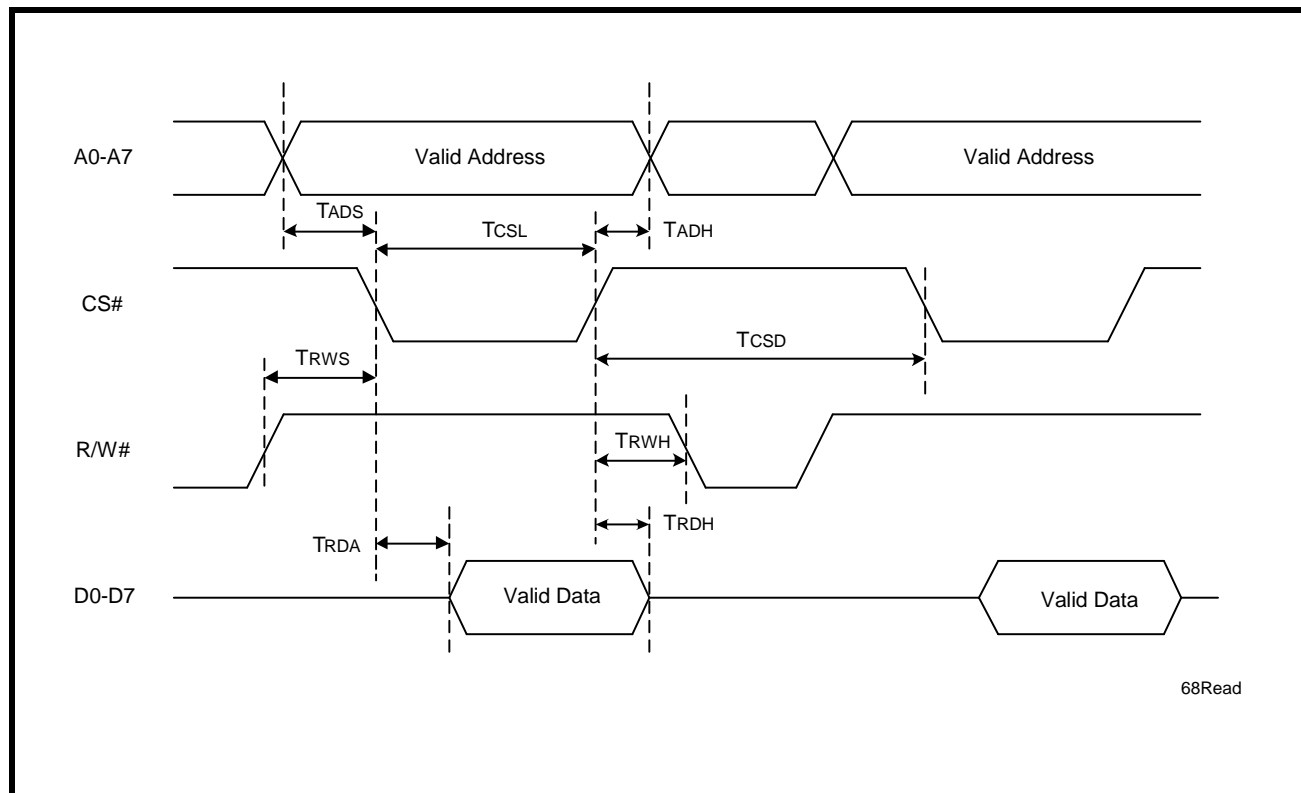 A0-A7
Valid Address
Valid Address
TADS
TCSL
TADH
CS#
TCSD
TRWS
R/W#
TRWH
TRDH
TRDA
D0-D7
Valid Data
Valid Data
68Read